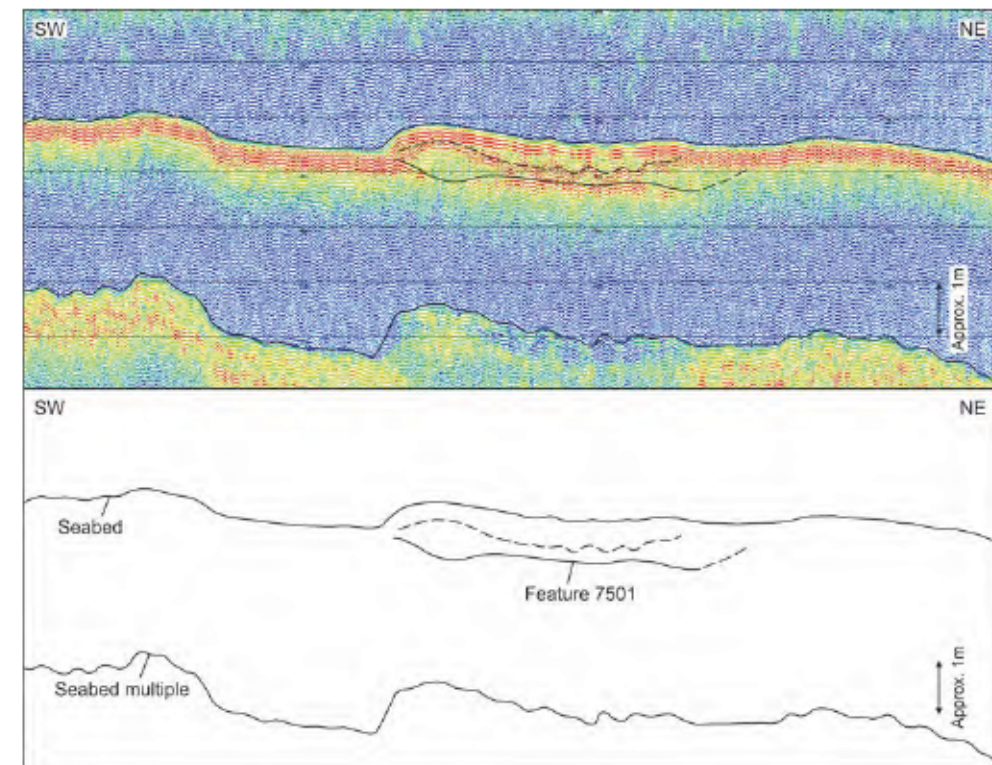 SW
NE
Approx. 1m
SW
NE
Seabed
Feature 7501
Seabed multiple
Approx. 1m